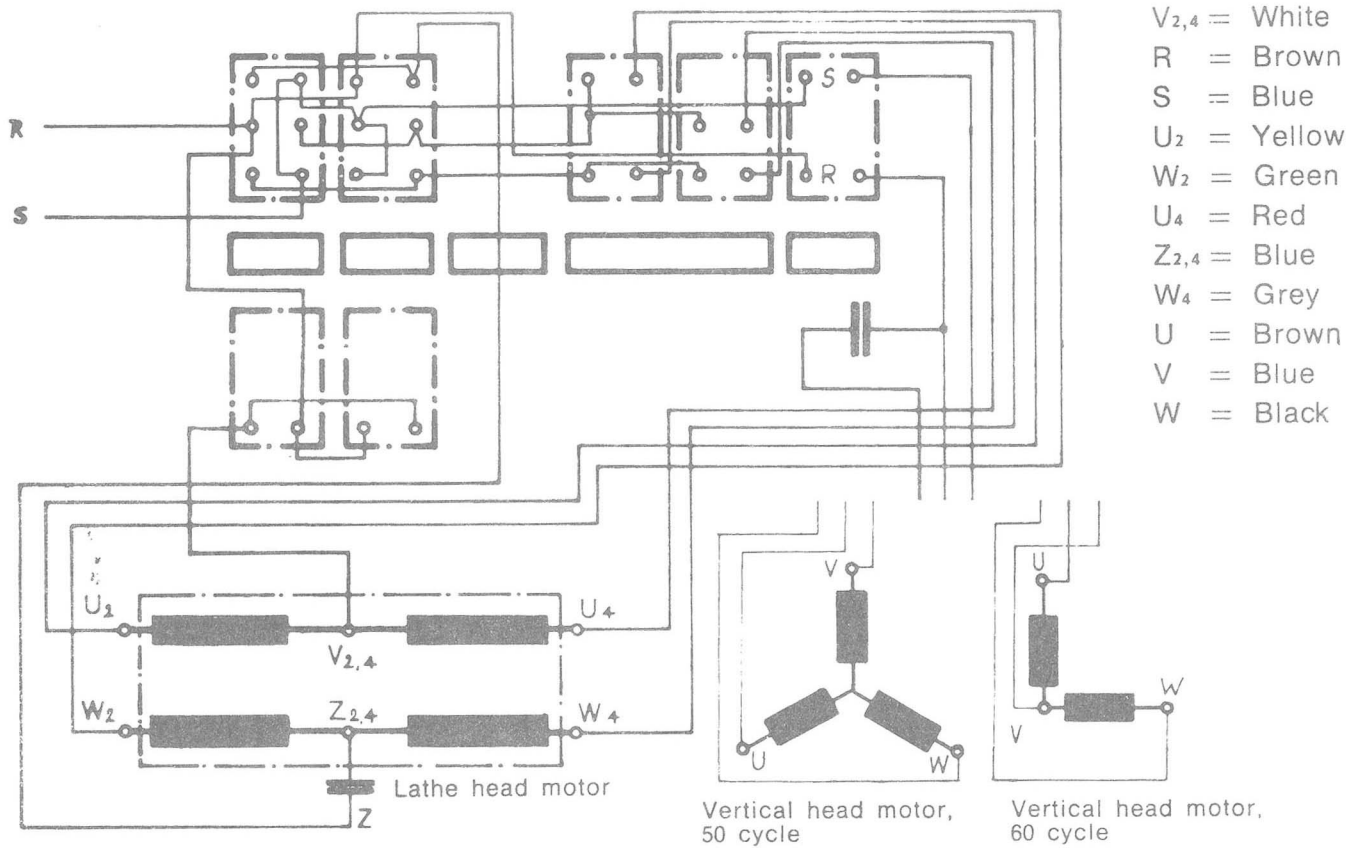 V2,4 = White
R = Brown
S = Blue
U2 = Yellow
W2 = Green
U4 = Red
Z2,4 = Blue
W4 = Grey
U = Brown
V = Blue
W = Black
R
S
S
R
U2
V2,4
U4
W2
Z2,4
W4
Z
Lathe head motor
V
U
W
Vertical head motor,
50 cycle
U
V
W
Vertical head motor,
60 cycle